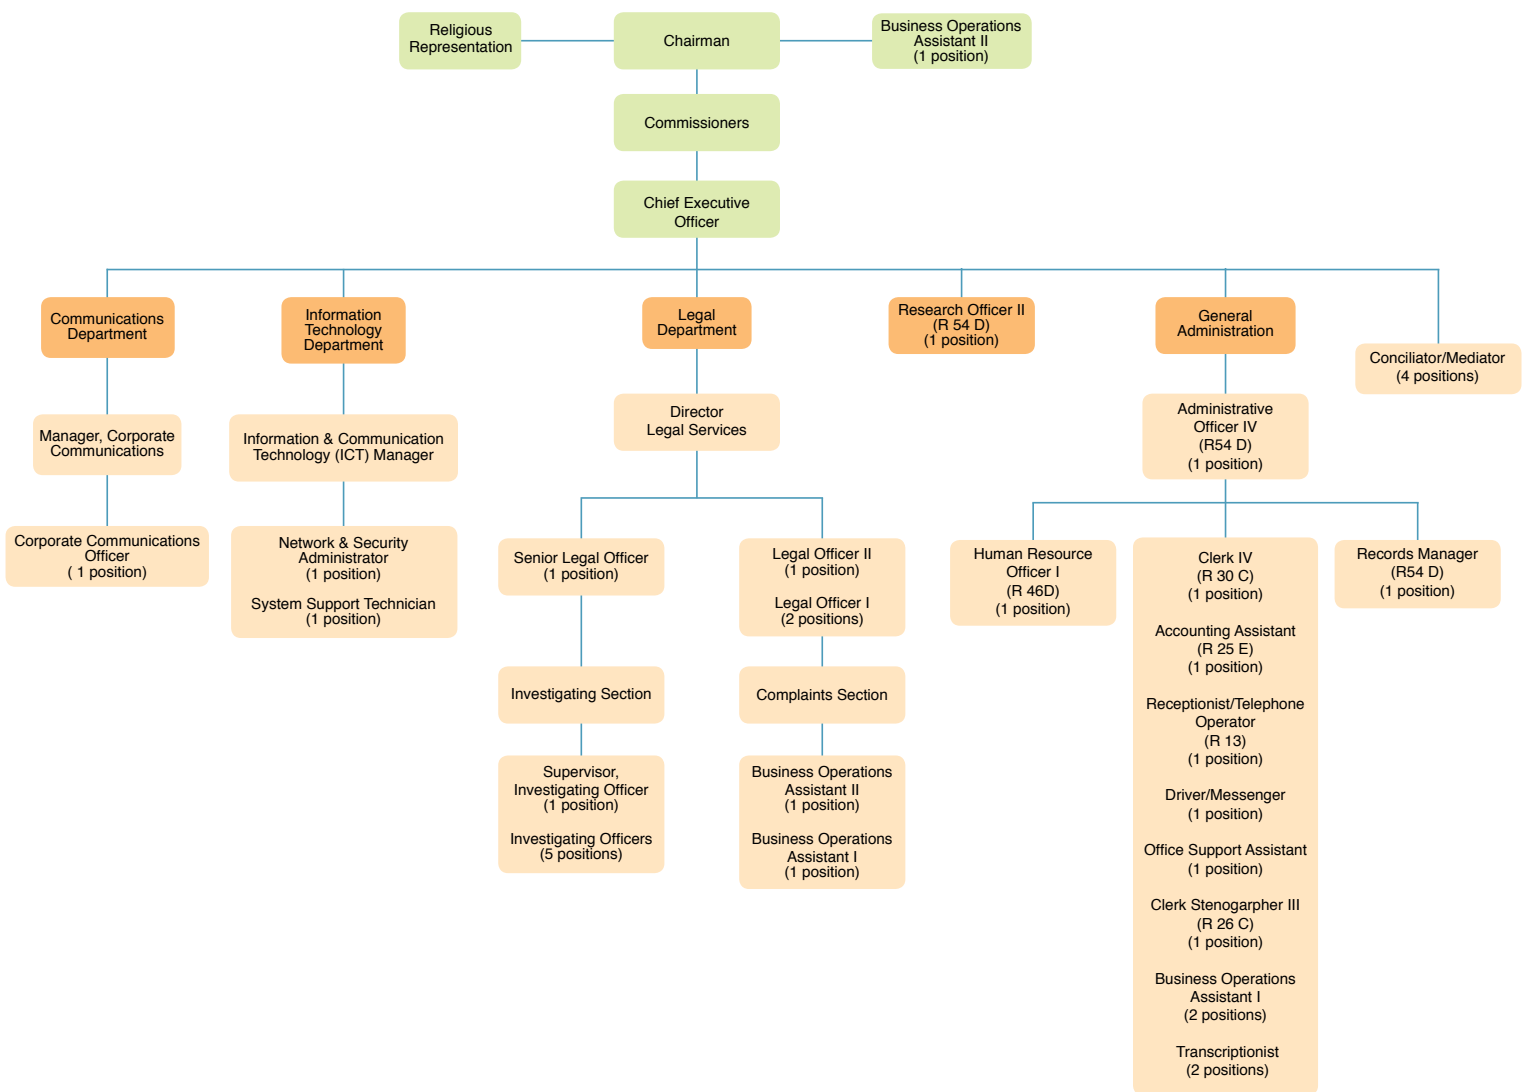 Religious
Representation
Chairman
Business Operations
Assistant II
(1 position)
Commissioners
Chief Executive
Officer
Communications
Department
Information
Technology
Department
Legal
Department
Research Officer II
(R 54 D)
(1 position)
General
Administration
Conciliator/Mediator
(4 positions)
Manager, Corporate
Communications
Information & Communication
Technology (ICT) Manager
Director
Legal Services
Administrative
Officer IV
(R54 D)
(1 position)
Corporate Communications
Officer
( 1 position)
Network & Security
Administrator
(1 position)
System Support Technician
(1 position)
Senior Legal Officer
(1 position)
Legal Officer II
(1 position)
Legal Officer I
(2 positions)
Human Resource
Officer I
(R 46D)
(1 position)
Clerk IV
(R 30 C)
(1 position)
Accounting Assistant
(R 25 E)
(1 position)
Receptionist/Telephone
Operator
(R 13)
(1 position)
Driver/Messenger
(1 position)
Office Support Assistant
(1 position)
Clerk Stenogarpher III
(R 26 C)
(1 position)
Business Operations
Assistant I
(2 positions)
Transcriptionist
(2 positions)
Records Manager
(R54 D)
(1 position)
Investigating Section
Complaints Section
Supervisor,
Investigating Officer
(1 position)
Investigating Officers
(5 positions)
Business Operations
Assistant II
(1 position)
Business Operations
Assistant I
(1 position)